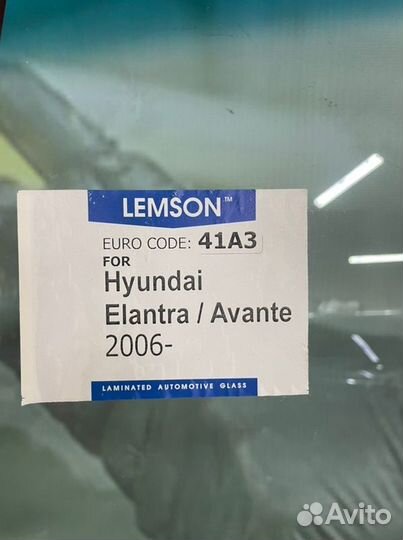 LEMSON™
EURO CODE: 41A3
FOR
Hyundai
Elantra / Avante
2006-
LAMINATED AUTOMOTIVE GLASS
Avito